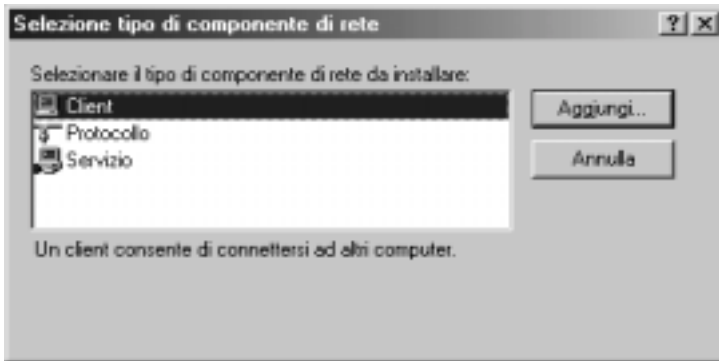 Selezione tipo di componente di rete
Selezionare il tipo di componente di rete da installare:
Client
Aggiungi...
Protocollo
Servizio
Annulla
Un client consente di connettersi ad altri computer.